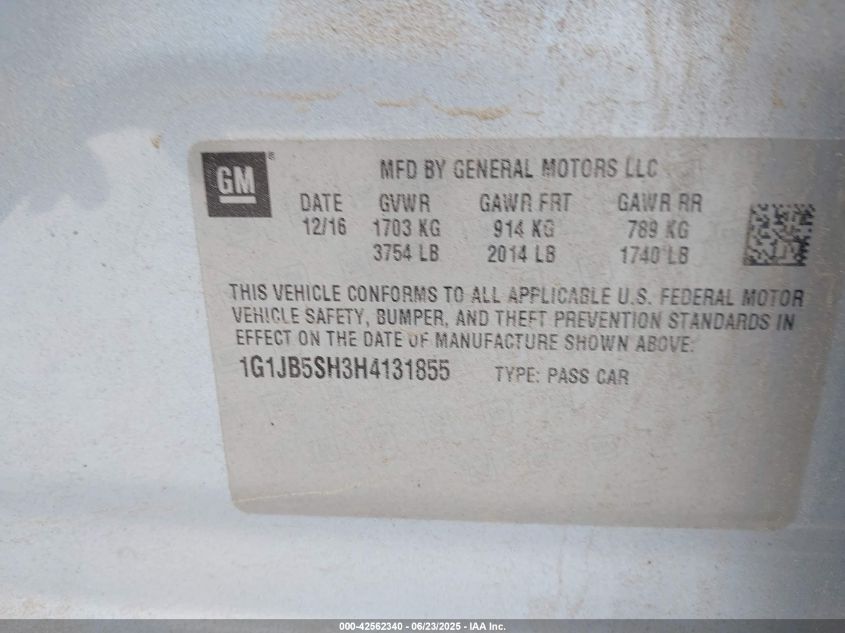 GM ®
MFD BY GENERAL MOTORS LLC
DATE GVWR GAWR FRT GAWR RR
12/16 1703 KG 914 KG 789 KG
3754 LB 2014 LB 1740 LB
THIS VEHICLE CONFORMS TO ALL APPLICABLE U.S. FEDERAL MOTOR
VEHICLE SAFETY, BUMPER, AND THEFT PREVENTION STANDARDS IN
EFFECT ON THE DATE OF MANUFACTURE SHOWN ABOVE.
1G1JB5SH3H4131855 TYPE: PASS CAR
000-42562340 - 06/23/2025 - IAA Inc.